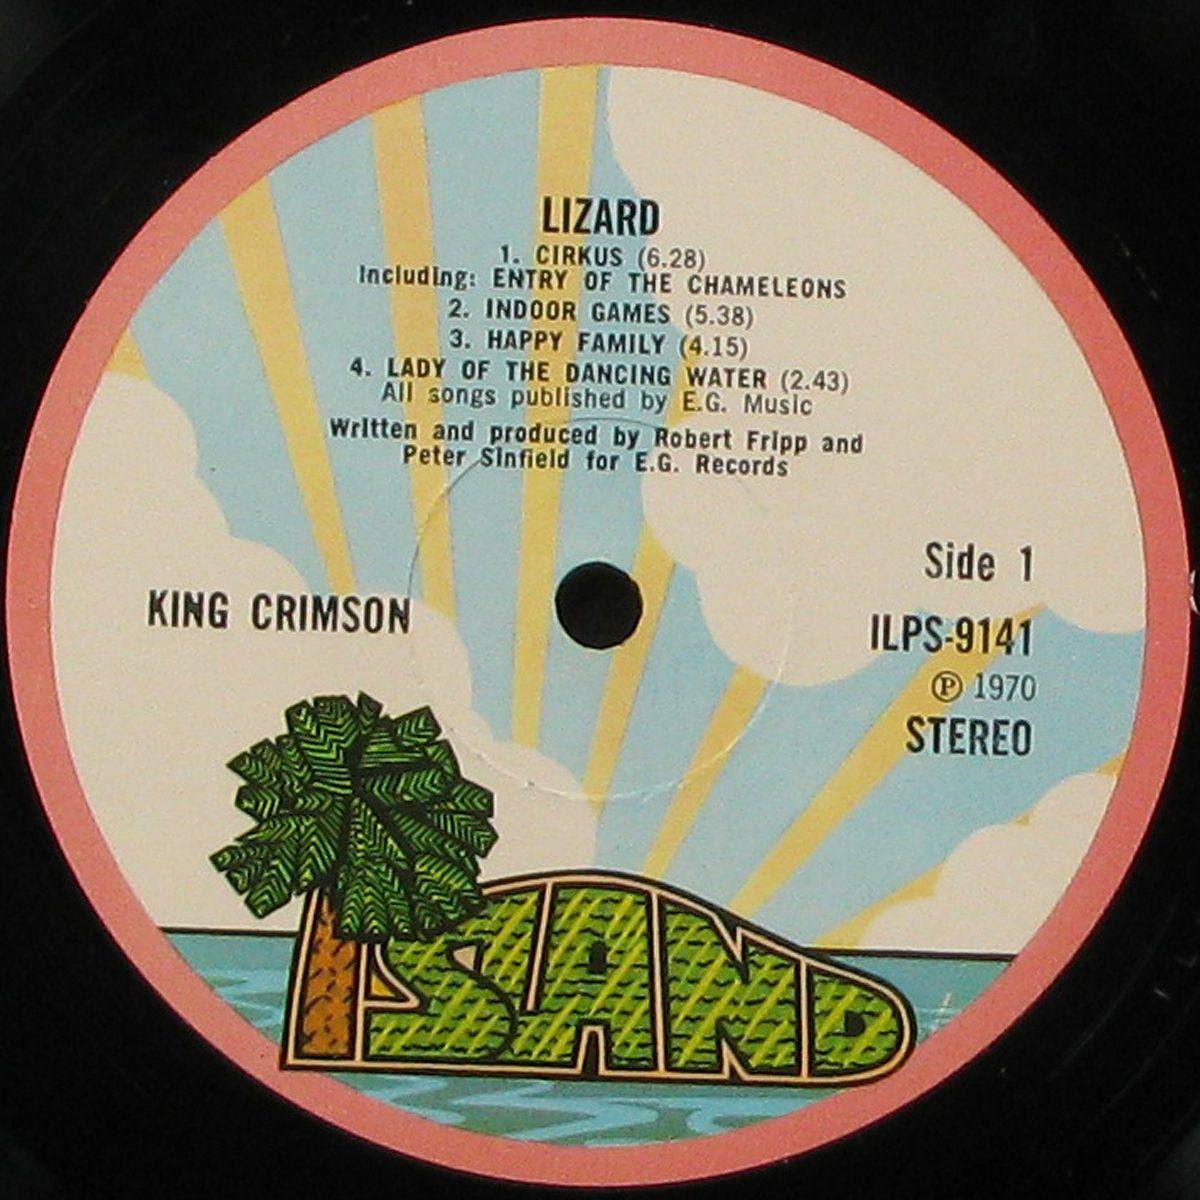 LIZARD
1. CIRKUS (6.28)
Including: ENTRY OF THE CHAMELEONS
2. INDOOR GAMES (5.38)
3. HAPPY FAMILY (4.15)
4. LADY OF THE DANCING WATER (2.43)
All songs published by E.G. Music
Written and produced by Robert Fripp and
Peter Sinfield for E.G. Records
KING CRIMSON
Side 1
ILPS-9141
℗ 1970
STEREO
ISLAND